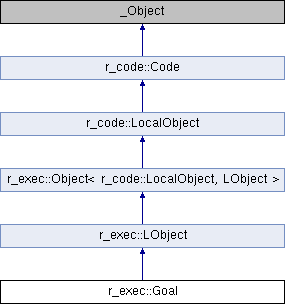 _Object
r_code::Code
r_code::LocalObject
r_exec::Object< r_code::LocalObject, LObject >
r_exec::LObject
r_exec::Goal